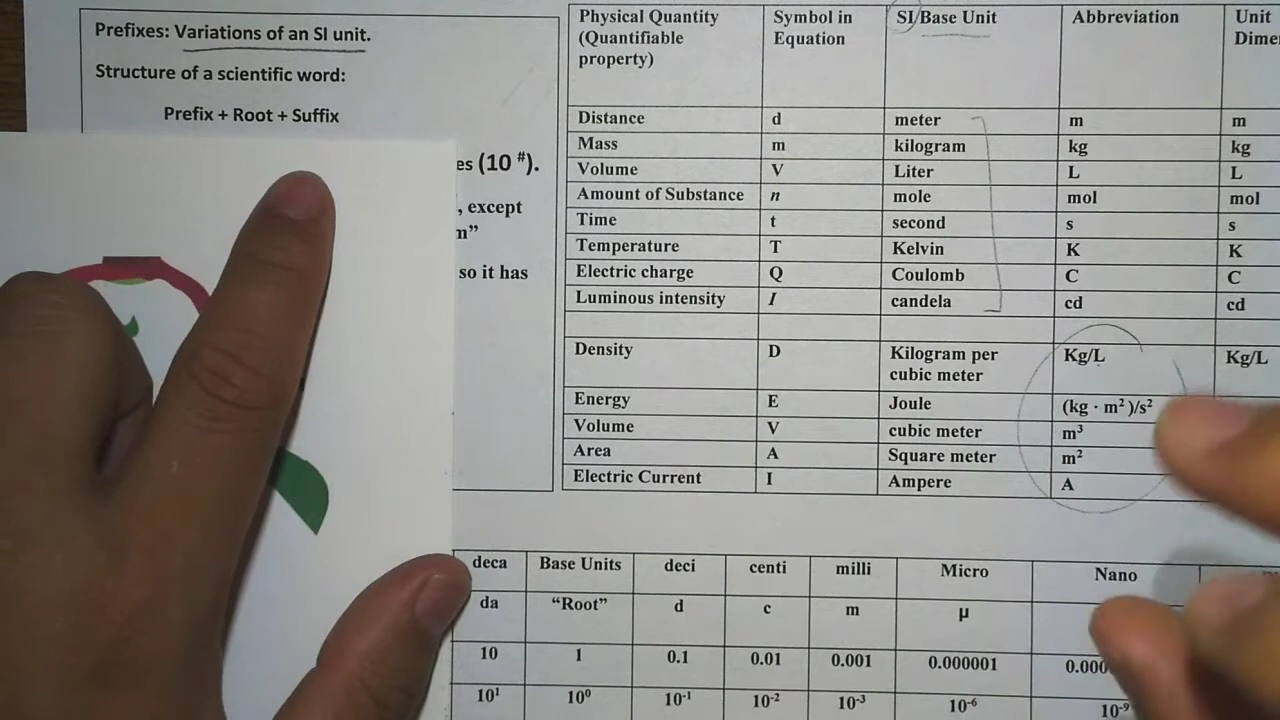 Prefixes: Variations of an SI unit.
Structure of a scientific word:
Prefix + Root + Suffix
es (10 #).
, except
n”
so it has
Physical Quantity (Quantifiable property) Symbol in Equation SI Base Unit Abbreviation Unit
Distance d meter m m
Mass m kilogram kg kg
Volume V Liter L L
Amount of Substance n mole mol mol
Time t second s s
Temperature T Kelvin K K
Electric charge Q Coulomb C C
Luminous intensity I candela cd cd
Density D Kilogram per cubic meter Kg/L Kg/L
Energy E Joule (kg · m²)/s²
Volume V cubic meter m³
Area A Square meter m²
Electric Current I Ampere A
deca Base Units deci centi milli Micro Nano
da “Root” d c m μ
10 1 0.1 0.01 0.001 0.000001
10¹ 10⁰ 10⁻¹ 10⁻² 10⁻³ 10⁻⁶ 10⁻⁹